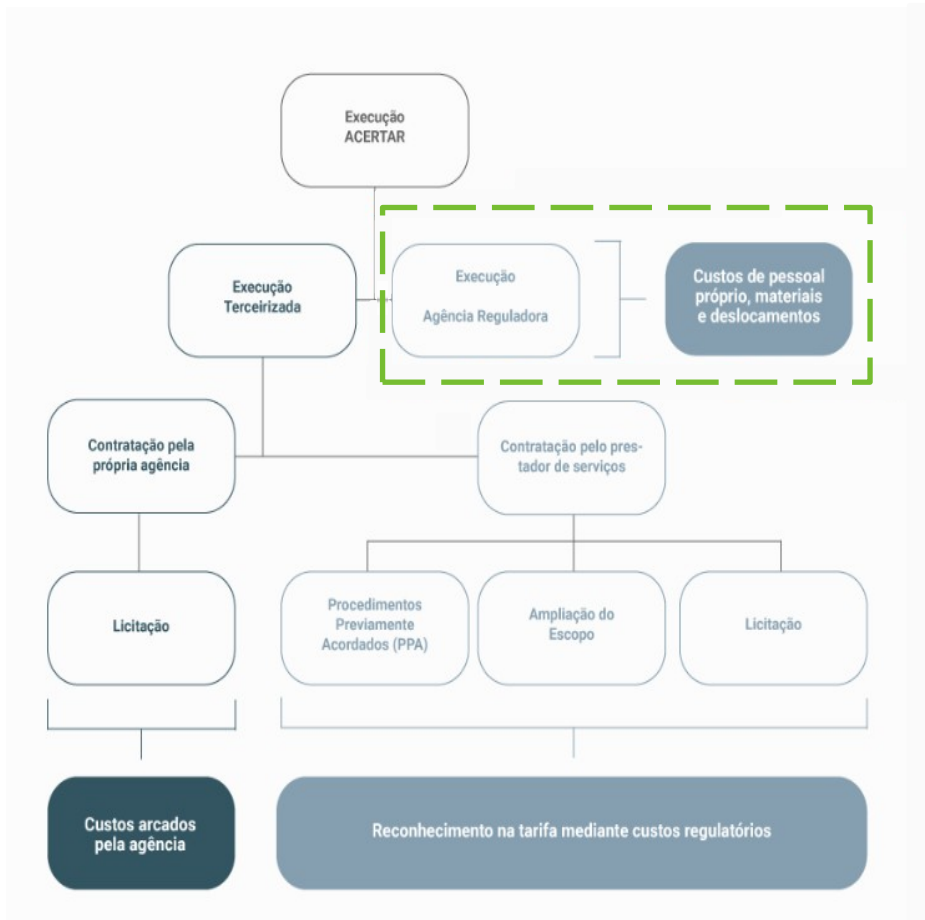 Execução
ACERTAR
Execução
Terceirizada
Execução
Agência Reguladora
Custos de pessoal
próprio, materiais
e deslocamentos
Contratação pela
própria agência
Contratação pelo pres-
tador de serviços
Licitação
Procedimentos
Previamente
Acordados (PPA)
Ampliação do
Escopo
Licitação
Custos arcados
pela agência
Reconhecimento na tarifa mediante custos regulatórios